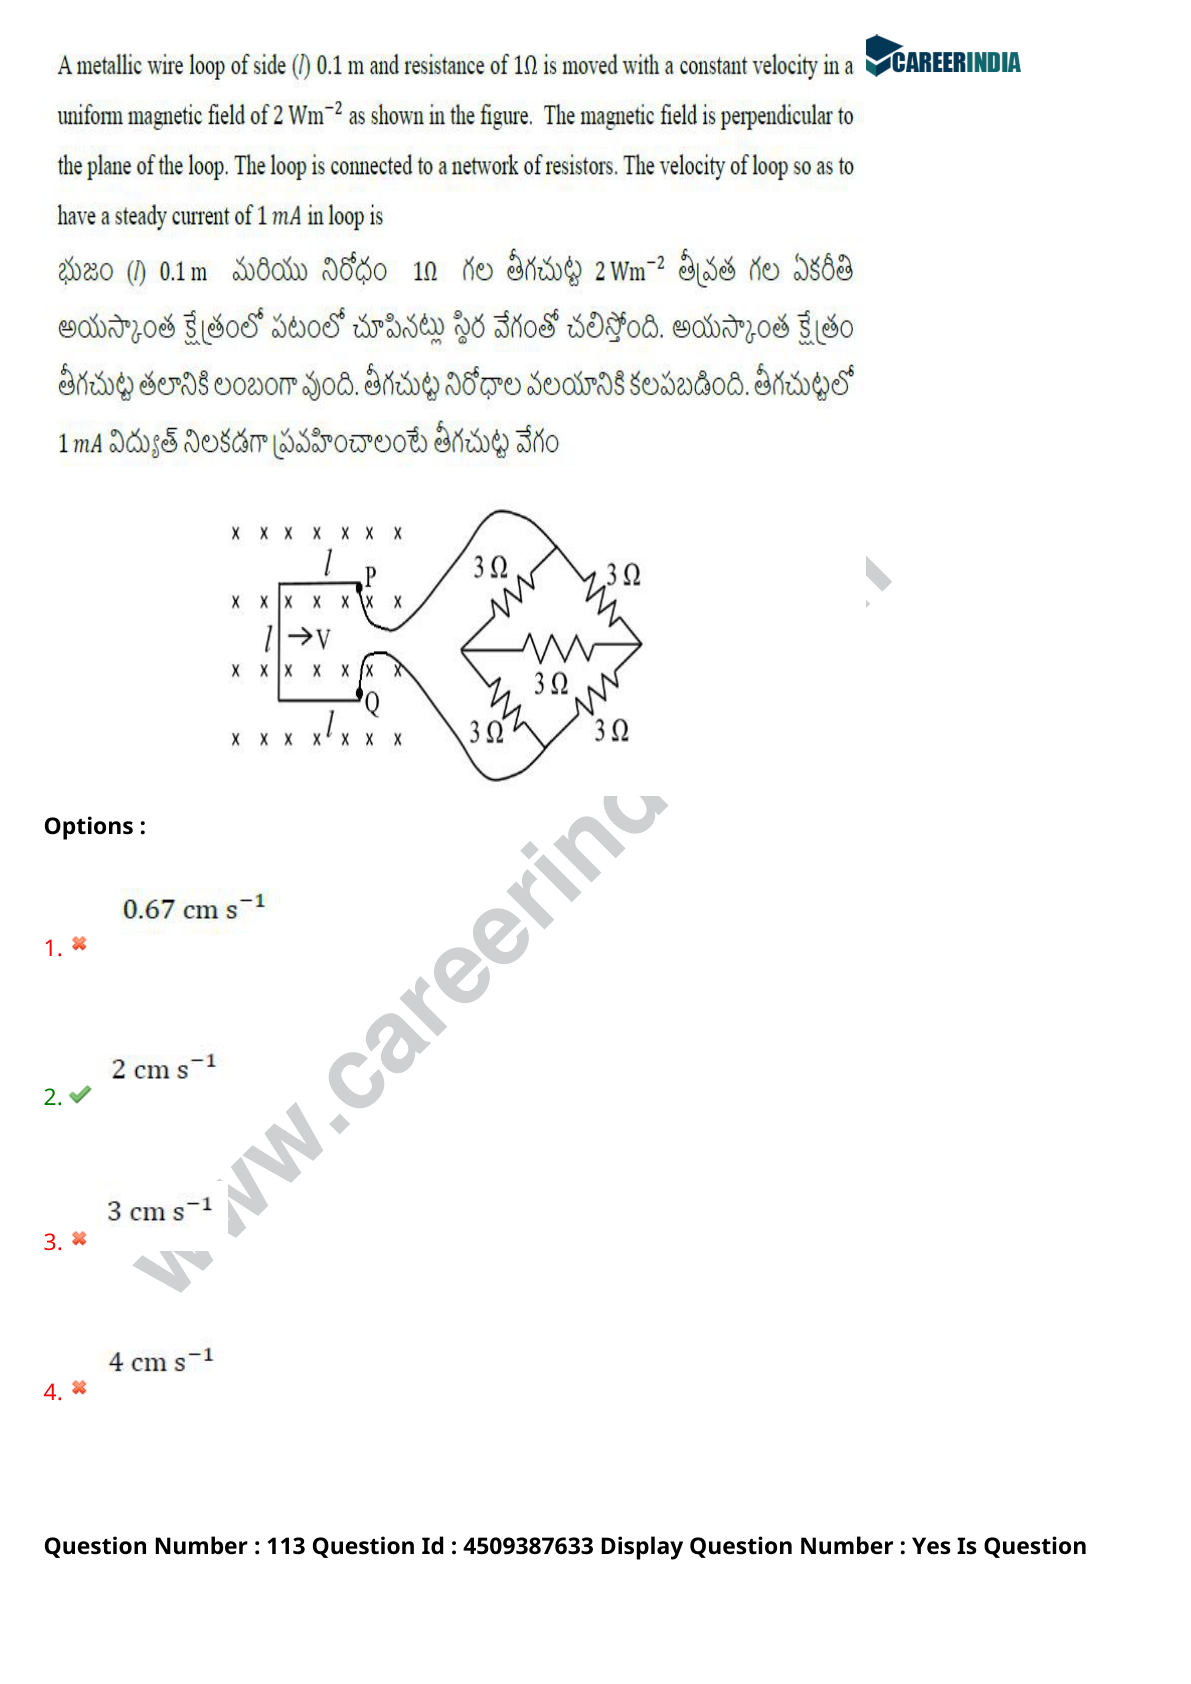 A metallic wire loop of side (l) 0.1 m and resistance of 1Ω is moved with a constant velocity in a
CAREERINDIA
uniform magnetic field of 2 Wm⁻² as shown in the figure. The magnetic field is perpendicular to
the plane of the loop. The loop is connected to a network of resistors. The velocity of loop so as to
have a steady current of 1 mA in loop is
భుజం (l) 0.1 m మరియు నిరోధం 1Ω గల తీగచుట్ట 2 Wm⁻² తీవ్రత గల ఏకరీతి
అయస్కాంత క్షేత్రంలో పటంలో చూపినట్లు స్థిర వేగంతో చలిస్తోంది. అయస్కాంత క్షేత్రం
తీగచుట్ట తలానికి లంబంగా వుంది. తీగచుట్ట నిరోధాల వలయానికి కలపబడింది. తీగచుట్టలో
1 mA విద్యుత్ నిలకడగా ప్రవహించాలంటే తీగచుట్ట వేగం
x x x x x x x
l
P
3 Ω
3 Ω
x x x x x x x
l
V
x x x x x x x
3 Ω
Q
3 Ω
3 Ω
l
x x x x x x x
www.careerind
Options :
0.67 cm s⁻¹
1.
2 cm s⁻¹
2.
3 cm s⁻¹
3.
4 cm s⁻¹
4.
Question Number : 113 Question Id : 4509387633 Display Question Number : Yes Is Question